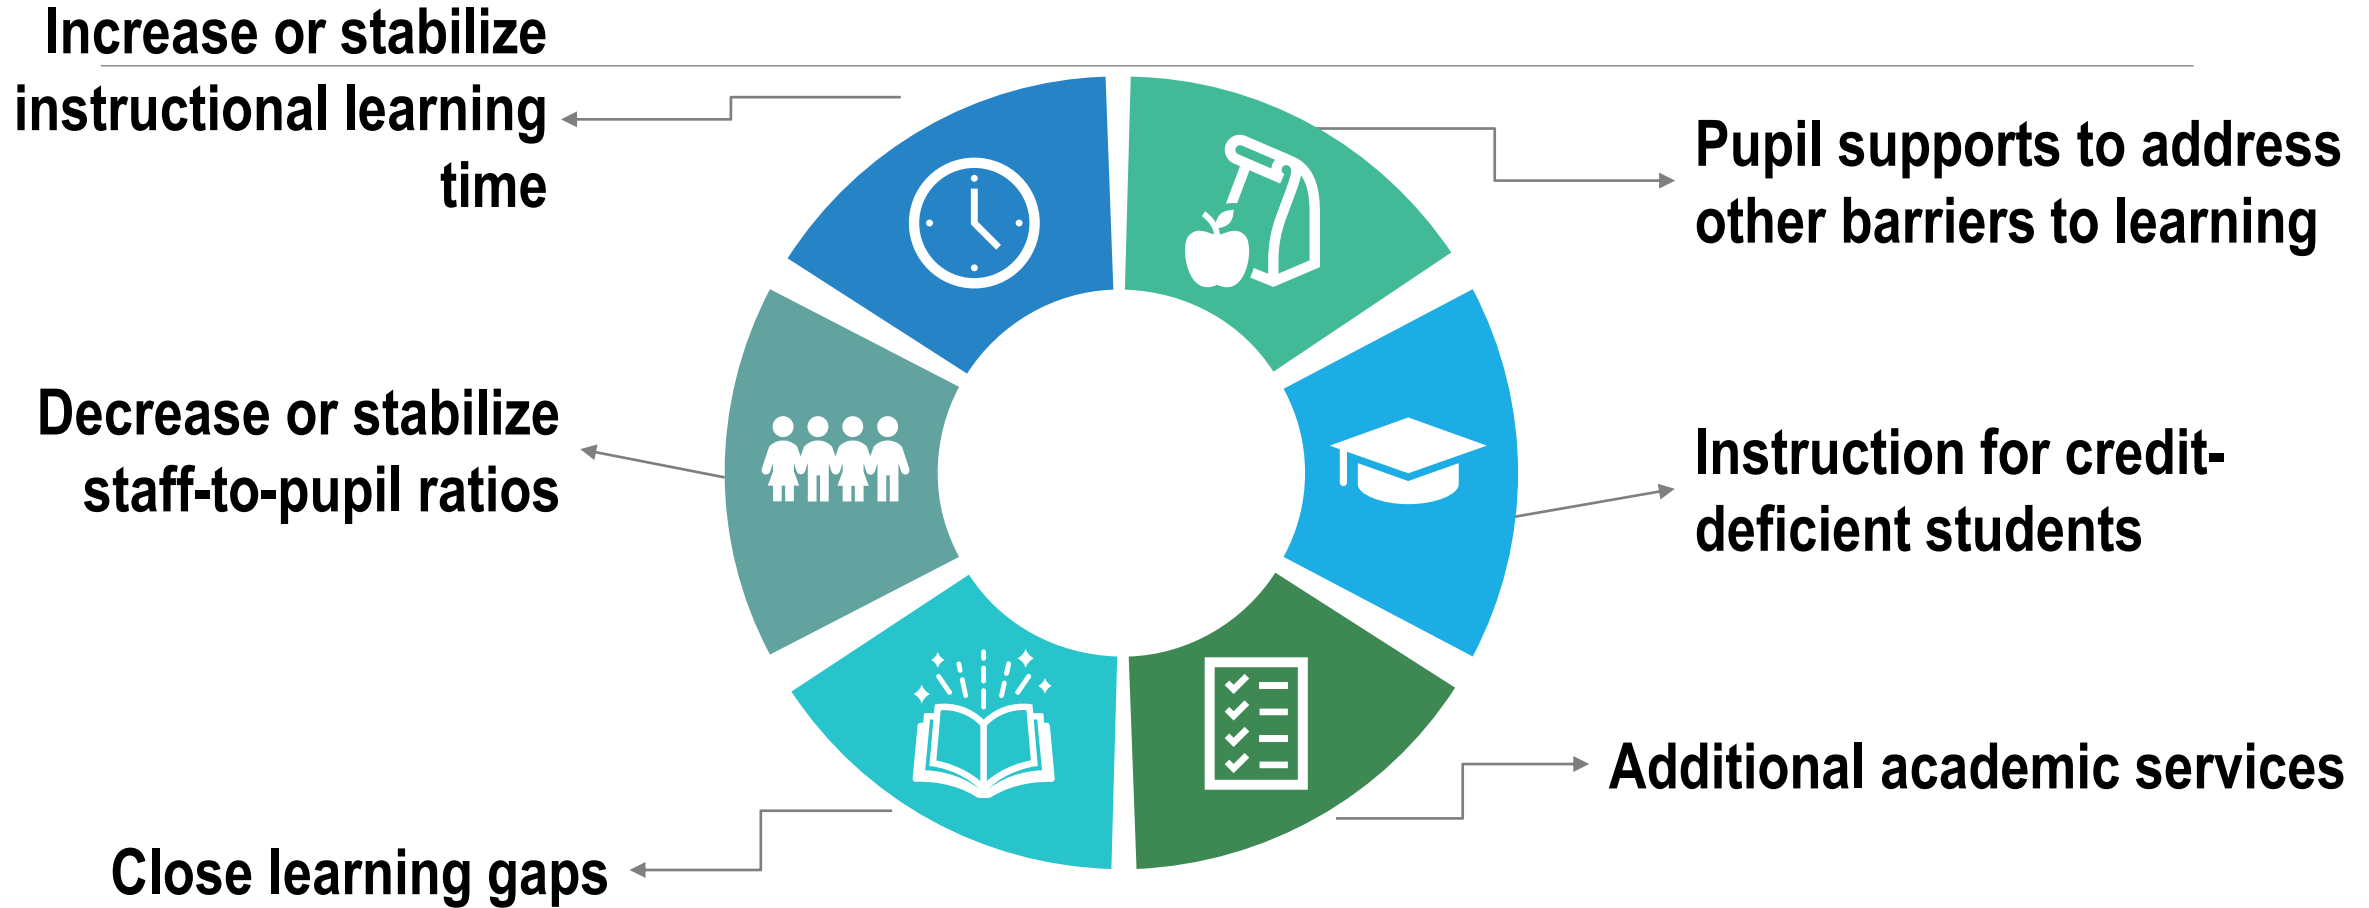 Increase or stabilize
instructional learning
time
Pupil supports to address
other barriers to learning
Decrease or stabilize
staff-to-pupil ratios
Instruction for credit-
deficient students
Additional academic services
Close learning gaps